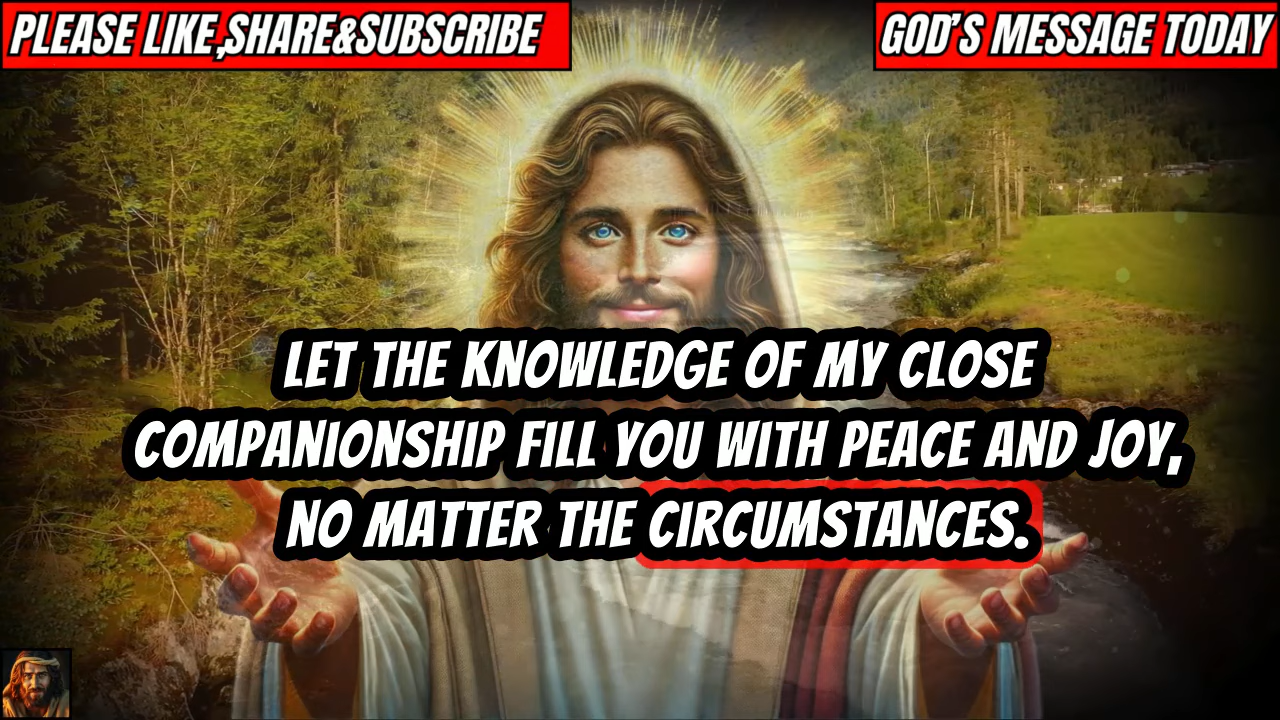 PLEASE LIKE,SHARE&SUBSCRIBE
GOD'S MESSAGE TODAY
LET THE KNOWLEDGE OF MY CLOSE
COMPANIONSHIP FILL YOU WITH PEACE AND JOY,
NO MATTER THE CIRCUMSTANCES.